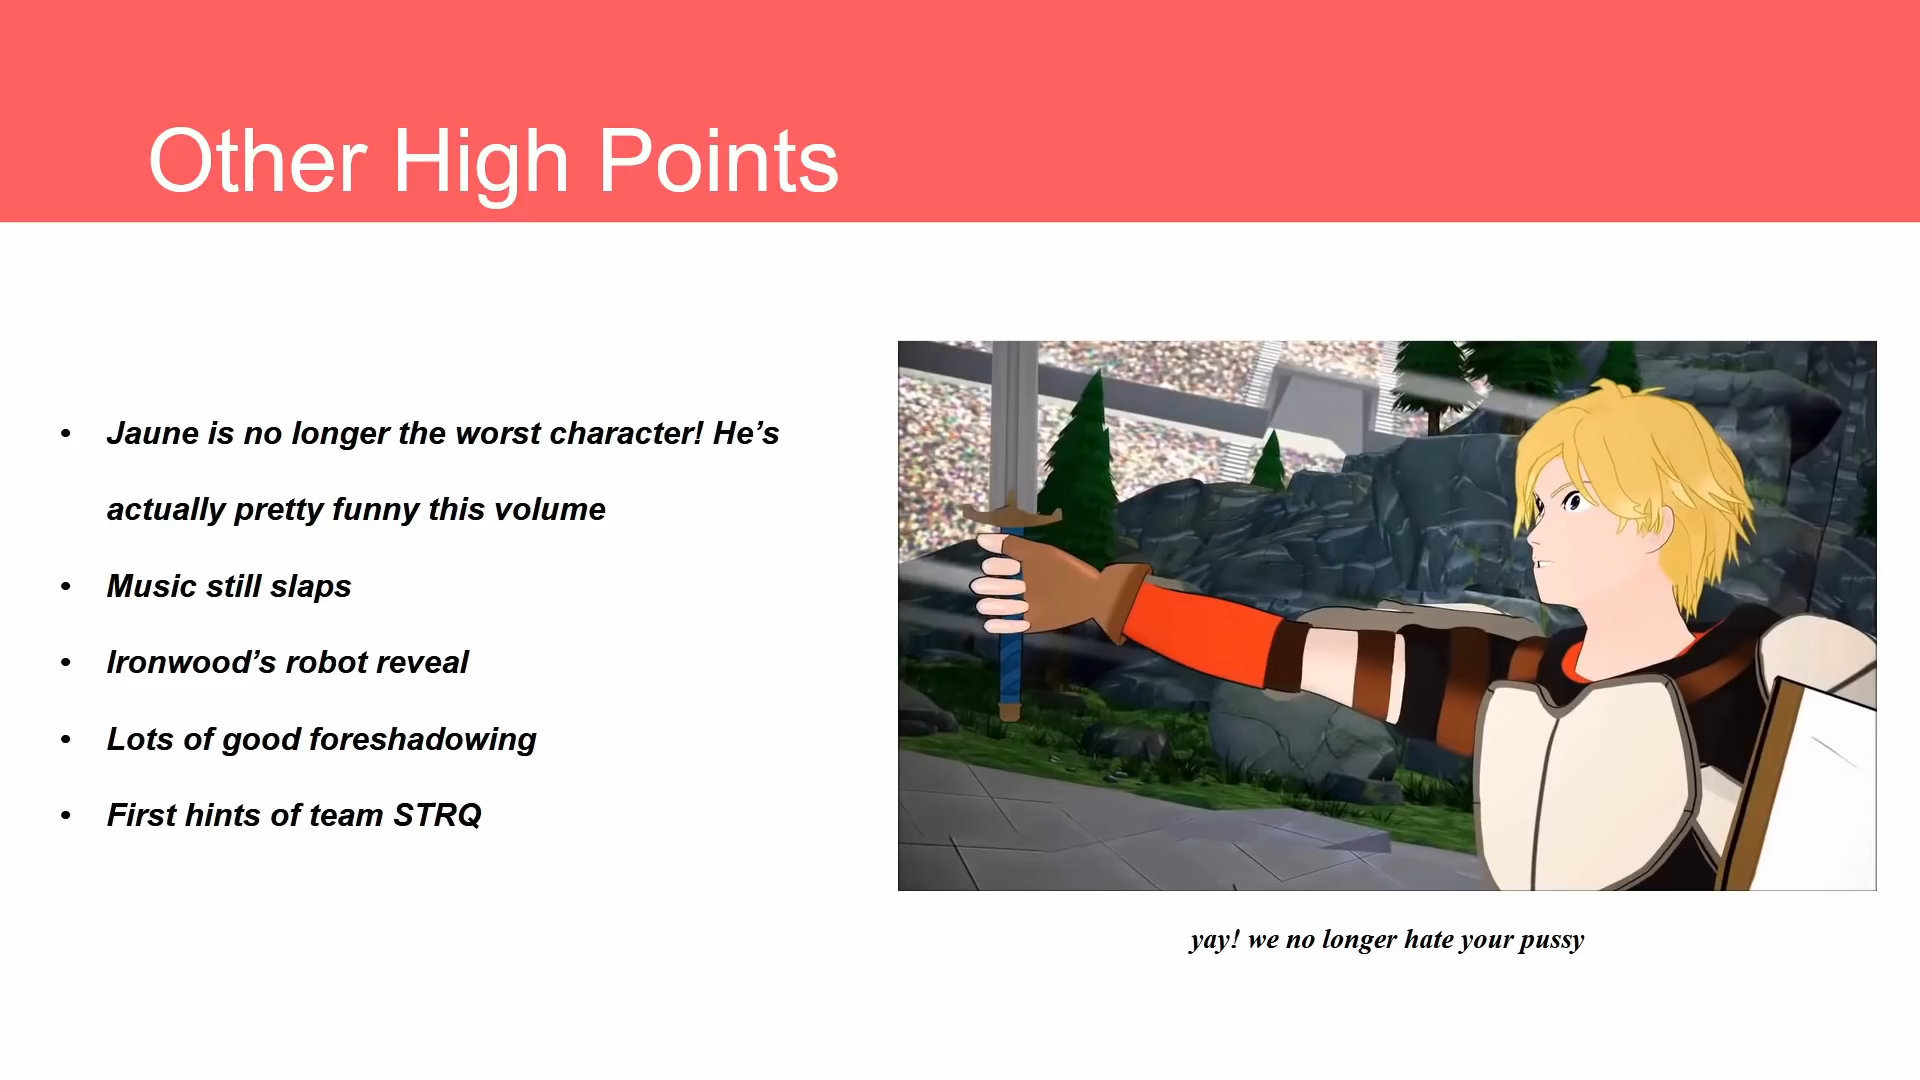 Other High Points
• Jaune is no longer the worst character! He’s
actually pretty funny this volume
• Music still slaps
• Ironwood’s robot reveal
• Lots of good foreshadowing
• First hints of team STRQ
yay! we no longer hate your pussy